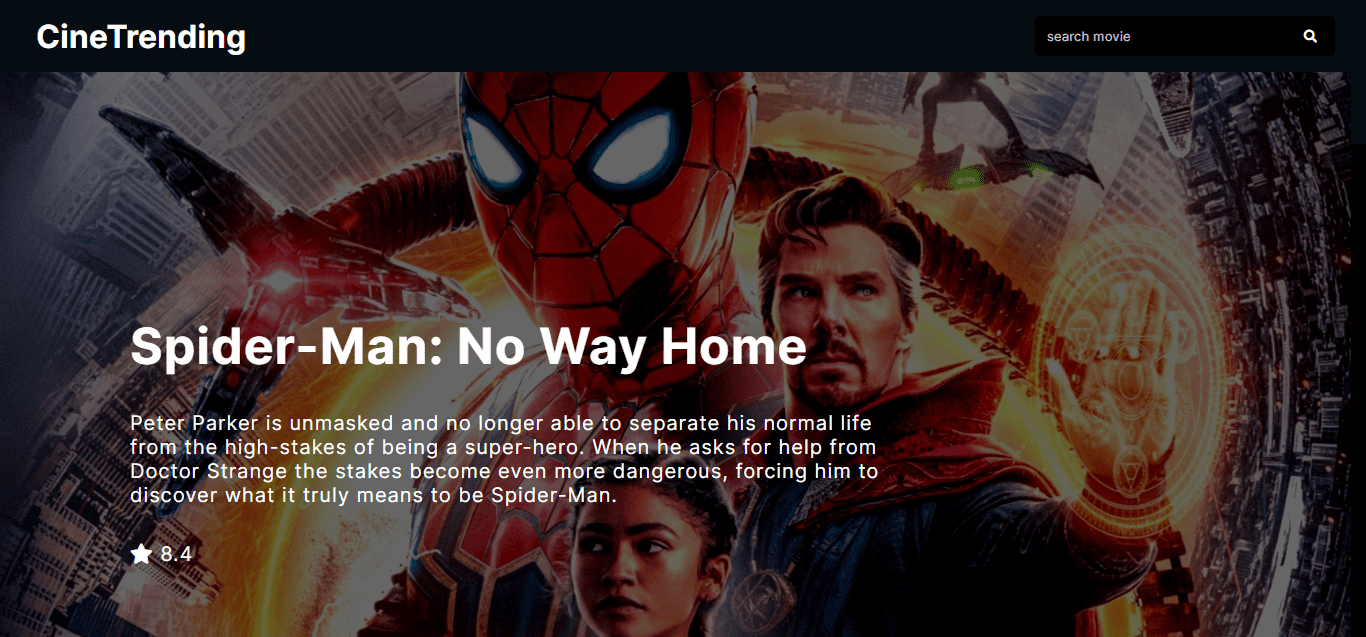 CineTrending
search movie
Spider-Man: No Way Home
Peter Parker is unmasked and no longer able to separate his normal life
from the high-stakes of being a super-hero. When he asks for help from
Doctor Strange the stakes become even more dangerous, forcing him to
discover what it truly means to be Spider-Man.
8.4